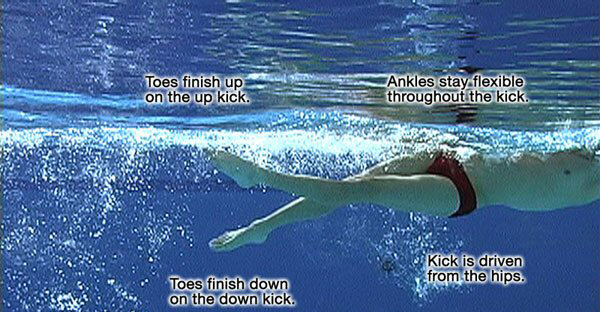 Toes finish up
on the up kick.
Ankles stay flexible
throughout the kick.
Kick is driven
from the hips.
Toes finish down
on the down kick.